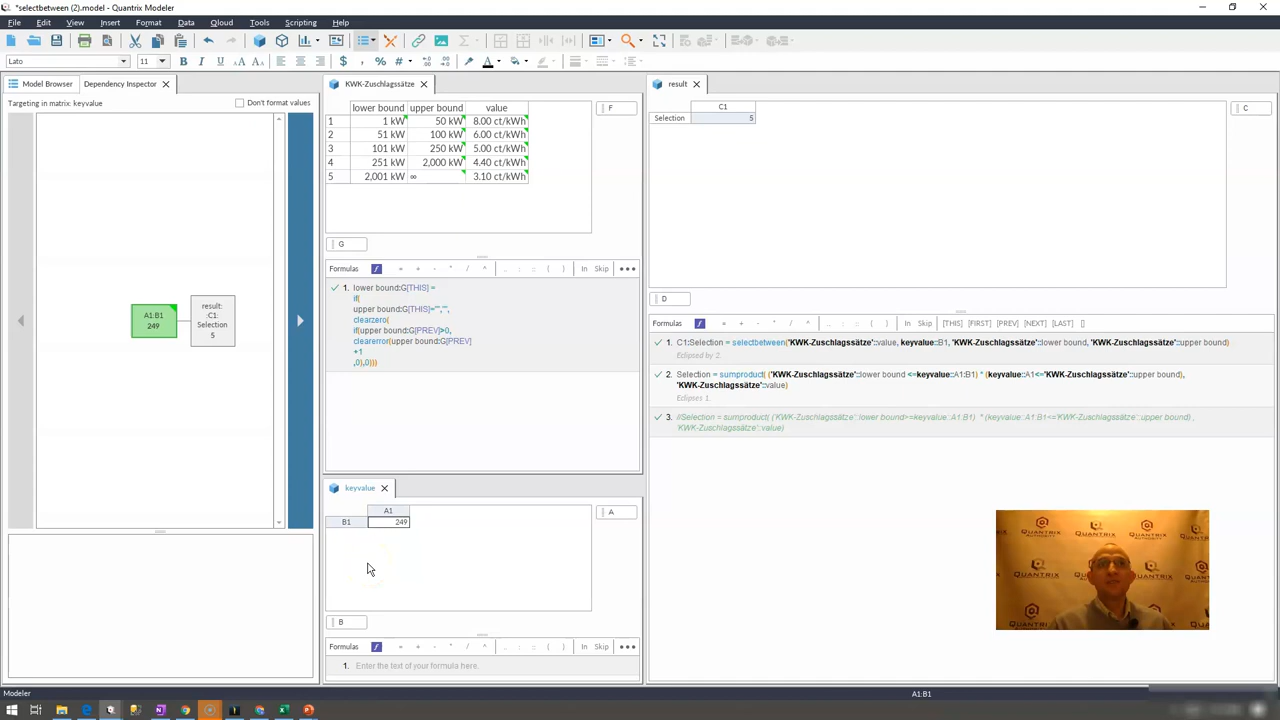 *selectbetween (2).model - Quantrix Modeler
File Edit View Insert Format Data Qloud Tools Scripting Help
Lato 11
Model Browser Dependency Inspector
Targeting in matrix: keyvalue Don't format values
A1:B1
249
result:
:C1:
Selection
5
KWK-Zuschlagssätze
lower bound upper bound value
1 1 kW 50 kW 8.00 ct/kWh
2 51 kW 100 kW 6.00 ct/kWh
3 101 kW 250 kW 5.00 ct/kWh
4 251 kW 2,000 kW 4.40 ct/kWh
5 2,001 kW ∞ 3.10 ct/kWh
F
G
Formulas ƒ = + - * / ^ .. : :: ( ) In Skip •••
1. lower bound:G[THIS] =
if(
upper bound:G[THIS]="","",
clearzero(
if(upper bound:G[PREV]>0,
clearerror(upper bound:G[PREV]
+1
,0),0)))
keyvalue
A1
B1 249
A
B
Formulas ƒ = + - * / ^ .. : :: ( ) In Skip •••
1. Enter the text of your formula here.
result
C1
Selection 5
C
D
Formulas ƒ = + - * / ^ .. : :: ( ) In Skip [THIS] [FIRST] [PREV] [NEXT] [LAST] []
1. C1:Selection = selectbetween('KWK-Zuschlagssätze'::value, keyvalue::B1, 'KWK-Zuschlagssätze'::lower bound, 'KWK-Zuschlagssätze'::upper bound)
Eclipsed by 2.
2. Selection = sumproduct( ('KWK-Zuschlagssätze'::lower bound <=keyvalue::A1:B1) * (keyvalue::A1<='KWK-Zuschlagssätze'::upper bound),
'KWK-Zuschlagssätze'::value)
Eclipses 1.
3. //Selection = sumproduct( ('KWK-Zuschlagssätze'::lower bound>=keyvalue::A1:B1) * (keyvalue::A1:B1<='KWK-Zuschlagssätze'::upper bound) ,
'KWK-Zuschlagssätze'::value)
QUANTRIX
AUTHORITY
Modeler A1:B1